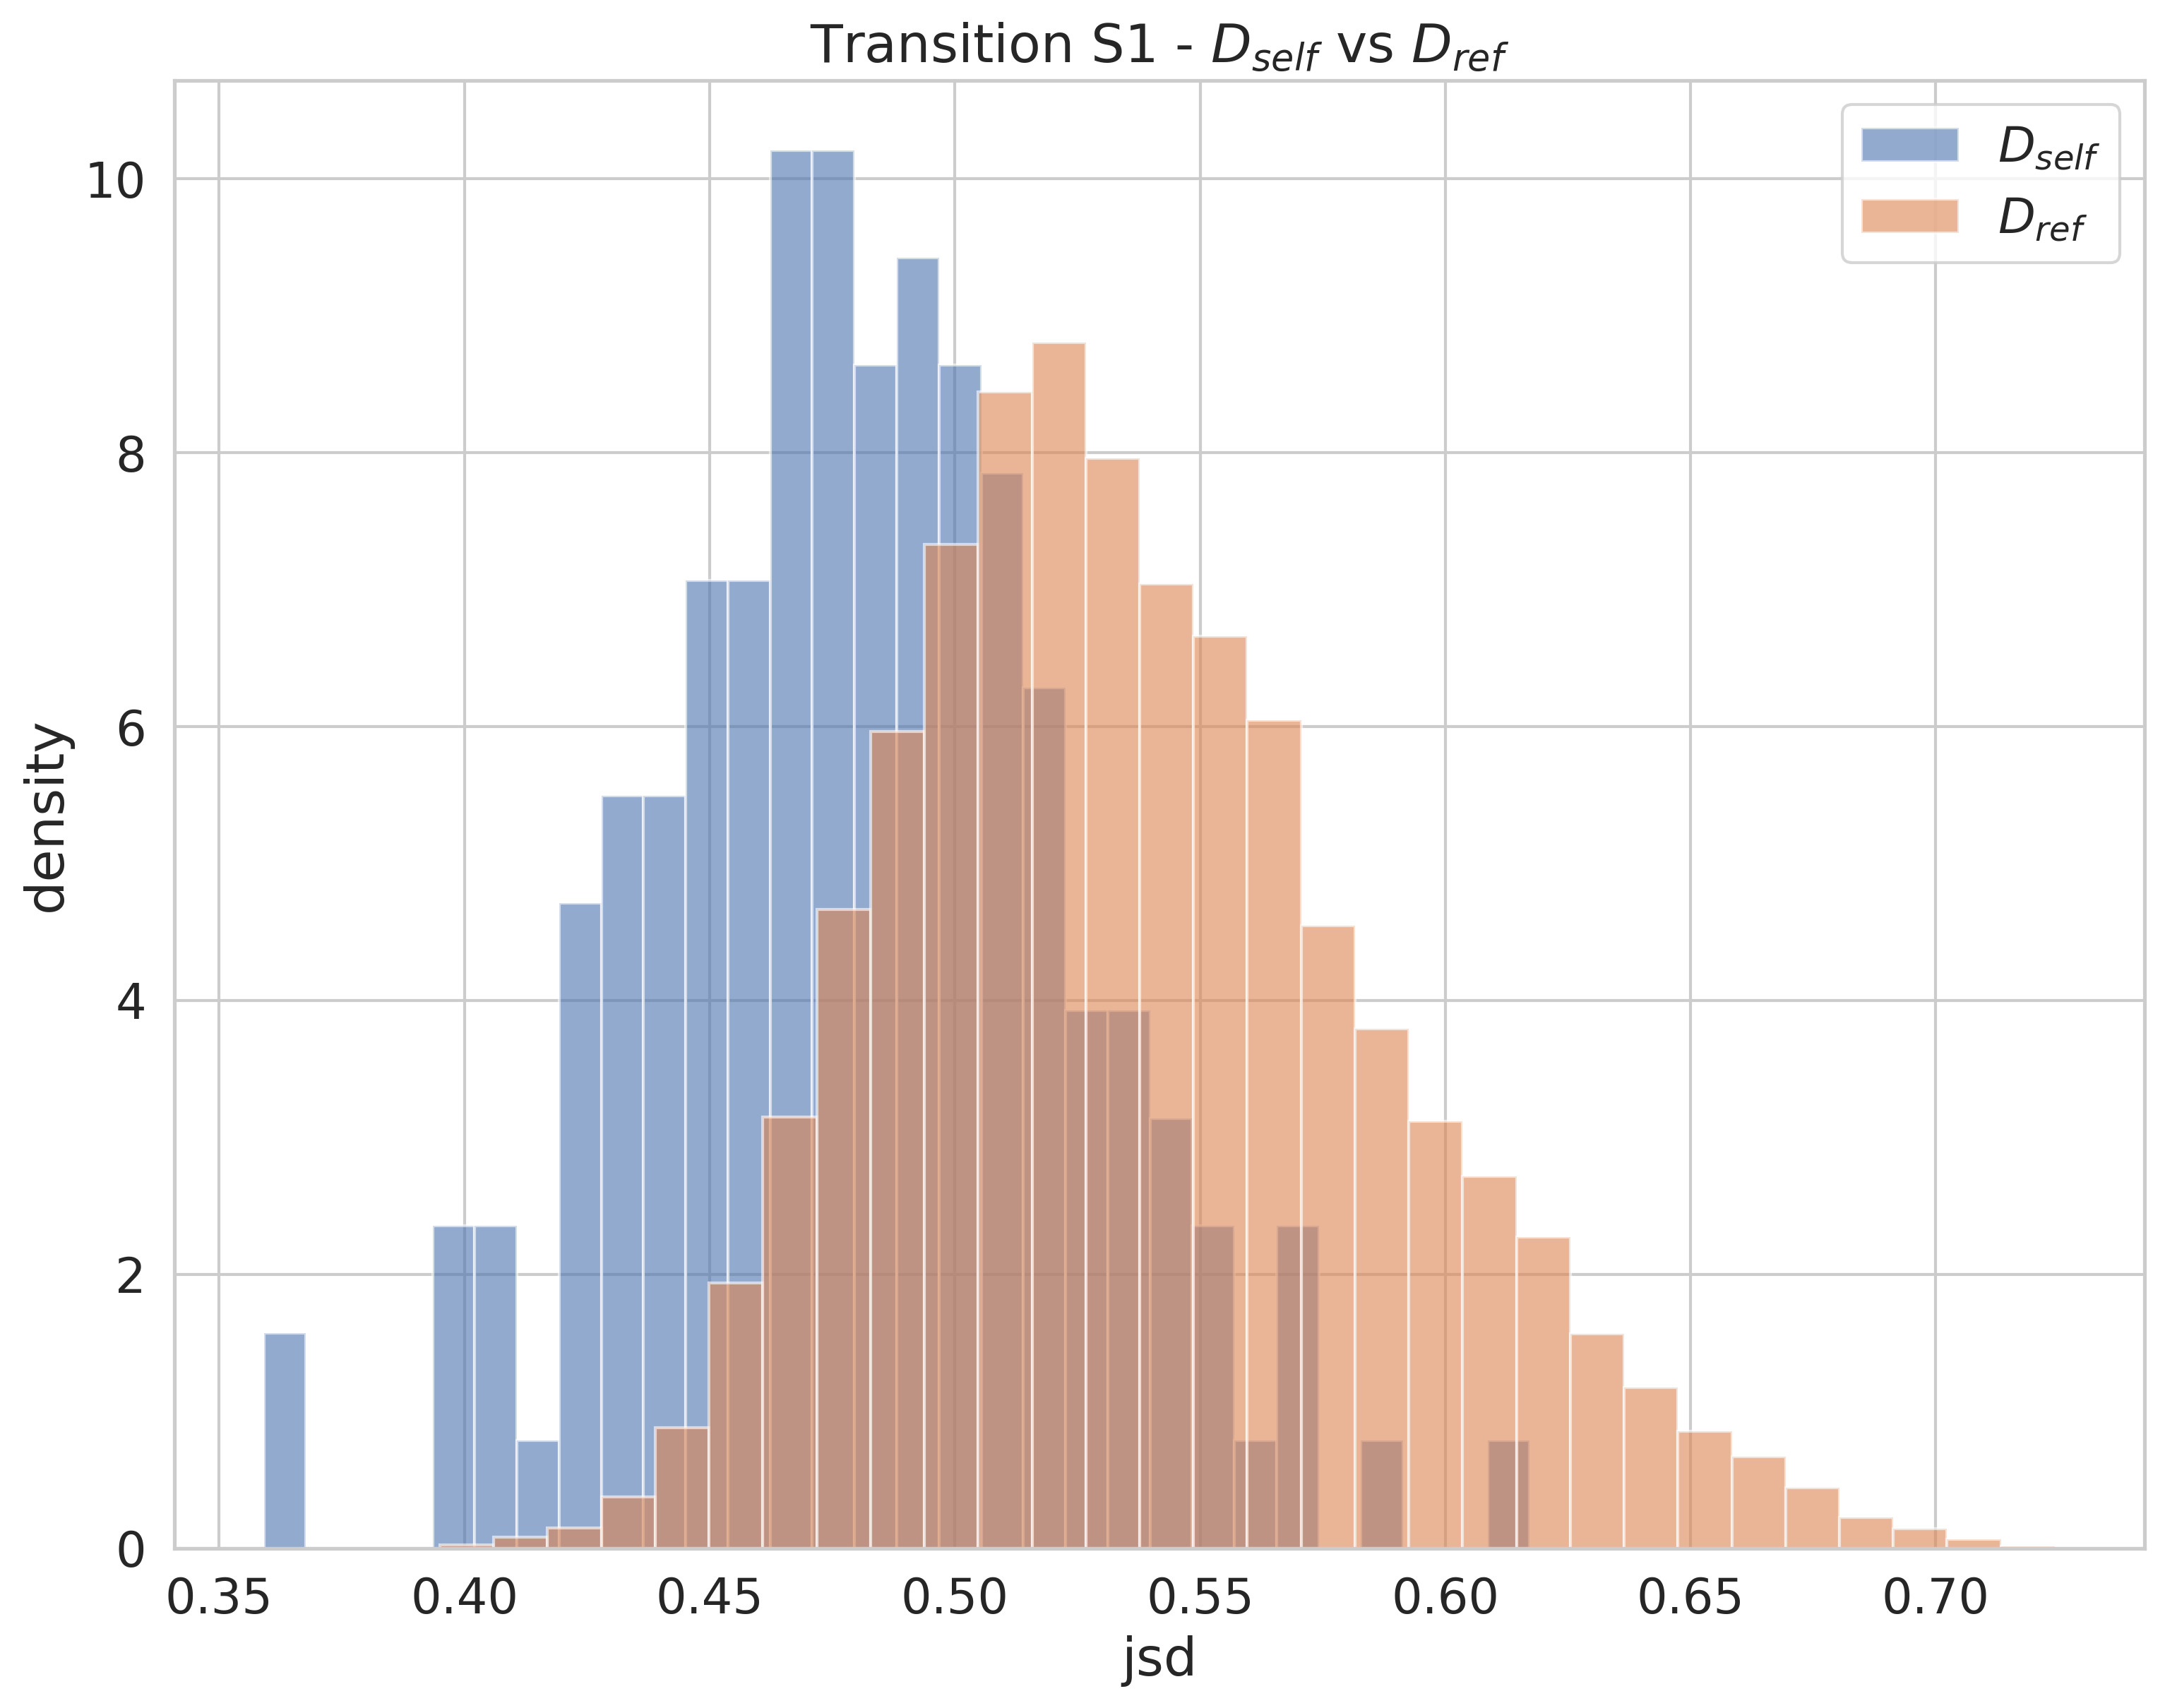 Transition S1 - D_self vs D_ref
D_self
D_ref
10
8
6
4
2
0
density
0.35 0.40 0.45 0.50 0.55 0.60 0.65 0.70
jsd